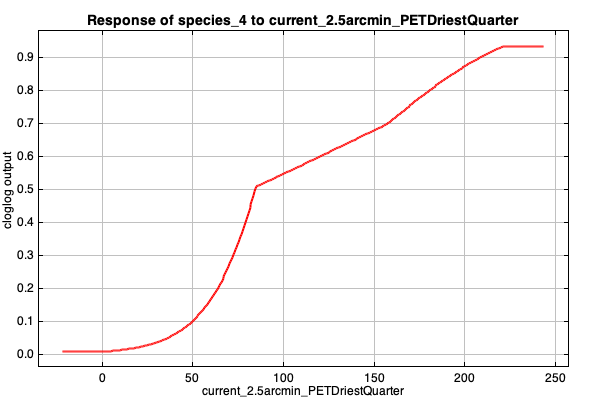 Response of species_4 to current_2.5arcmin_PETDriestQuarter
0.9
0.8
0.7
0.6
0.5
0.4
0.3
0.2
0.1
0.0
cloglog output
0 50 100 150 200 250
current_2.5arcmin_PETDriestQuarter